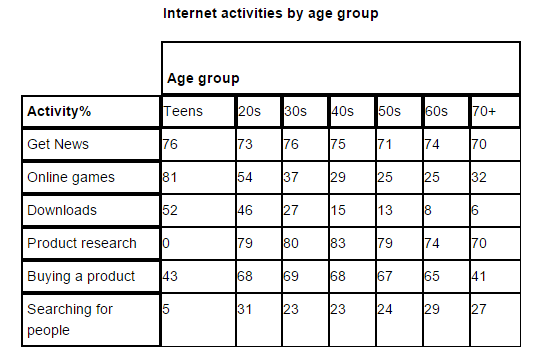 Internet activities by age group
Age group
Activity% Teens 20s 30s 40s 50s 60s 70+
Get News 76 73 76 75 71 74 70
Online games 81 54 37 29 25 25 32
Downloads 52 46 27 15 13 8 6
Product research 0 79 80 83 79 74 70
Buying a product 43 68 69 68 67 65 41
Searching for 5 31 23 23 24 29 27
people